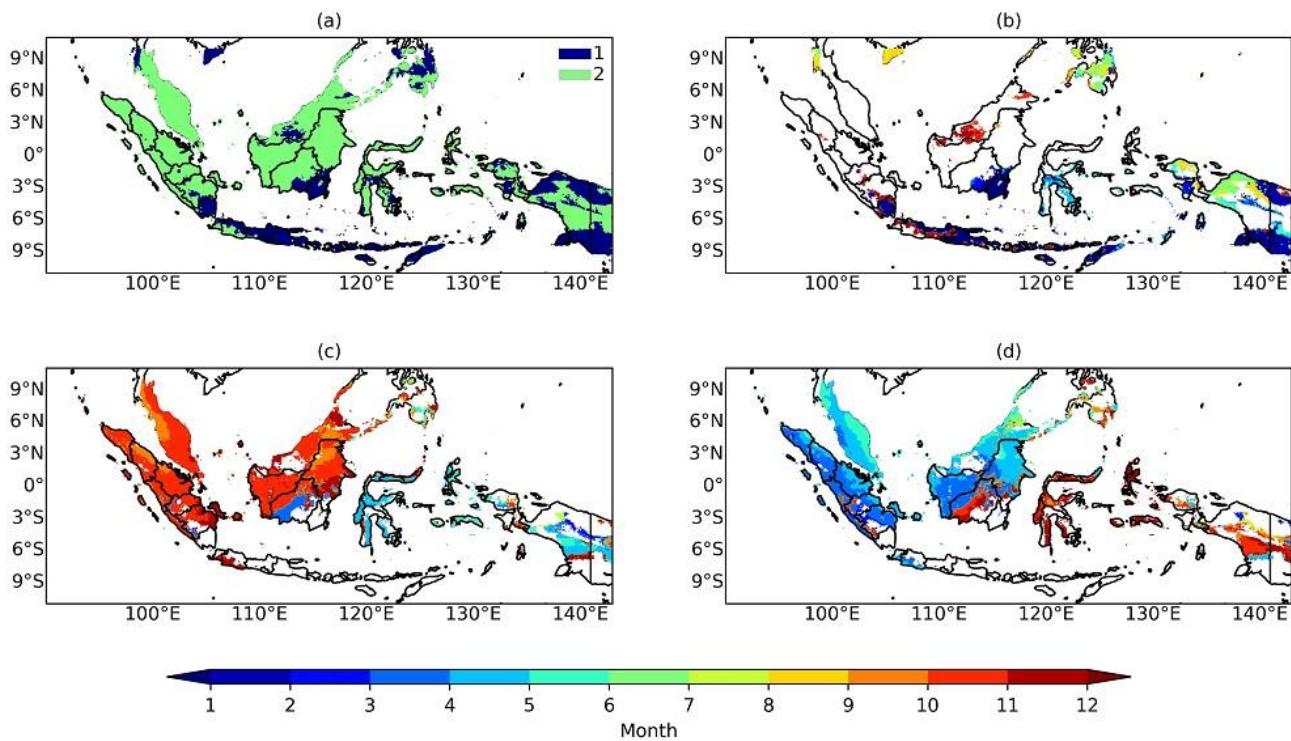 (a) (b)
9°N 1 9°N
6°N 2 6°N
3°N 3°N
0° 0°
3°S 3°S
6°S 6°S
9°S 9°S
100°E 110°E 120°E 130°E 140°E 100°E 110°E 120°E 130°E 140°E
(c) (d)
9°N 9°N
6°N 6°N
3°N 3°N
0° 0°
3°S 3°S
6°S 6°S
9°S 9°S
100°E 110°E 120°E 130°E 140°E 100°E 110°E 120°E 130°E 140°E
1 2 3 4 5 6 7 8 9 10 11 12
Month